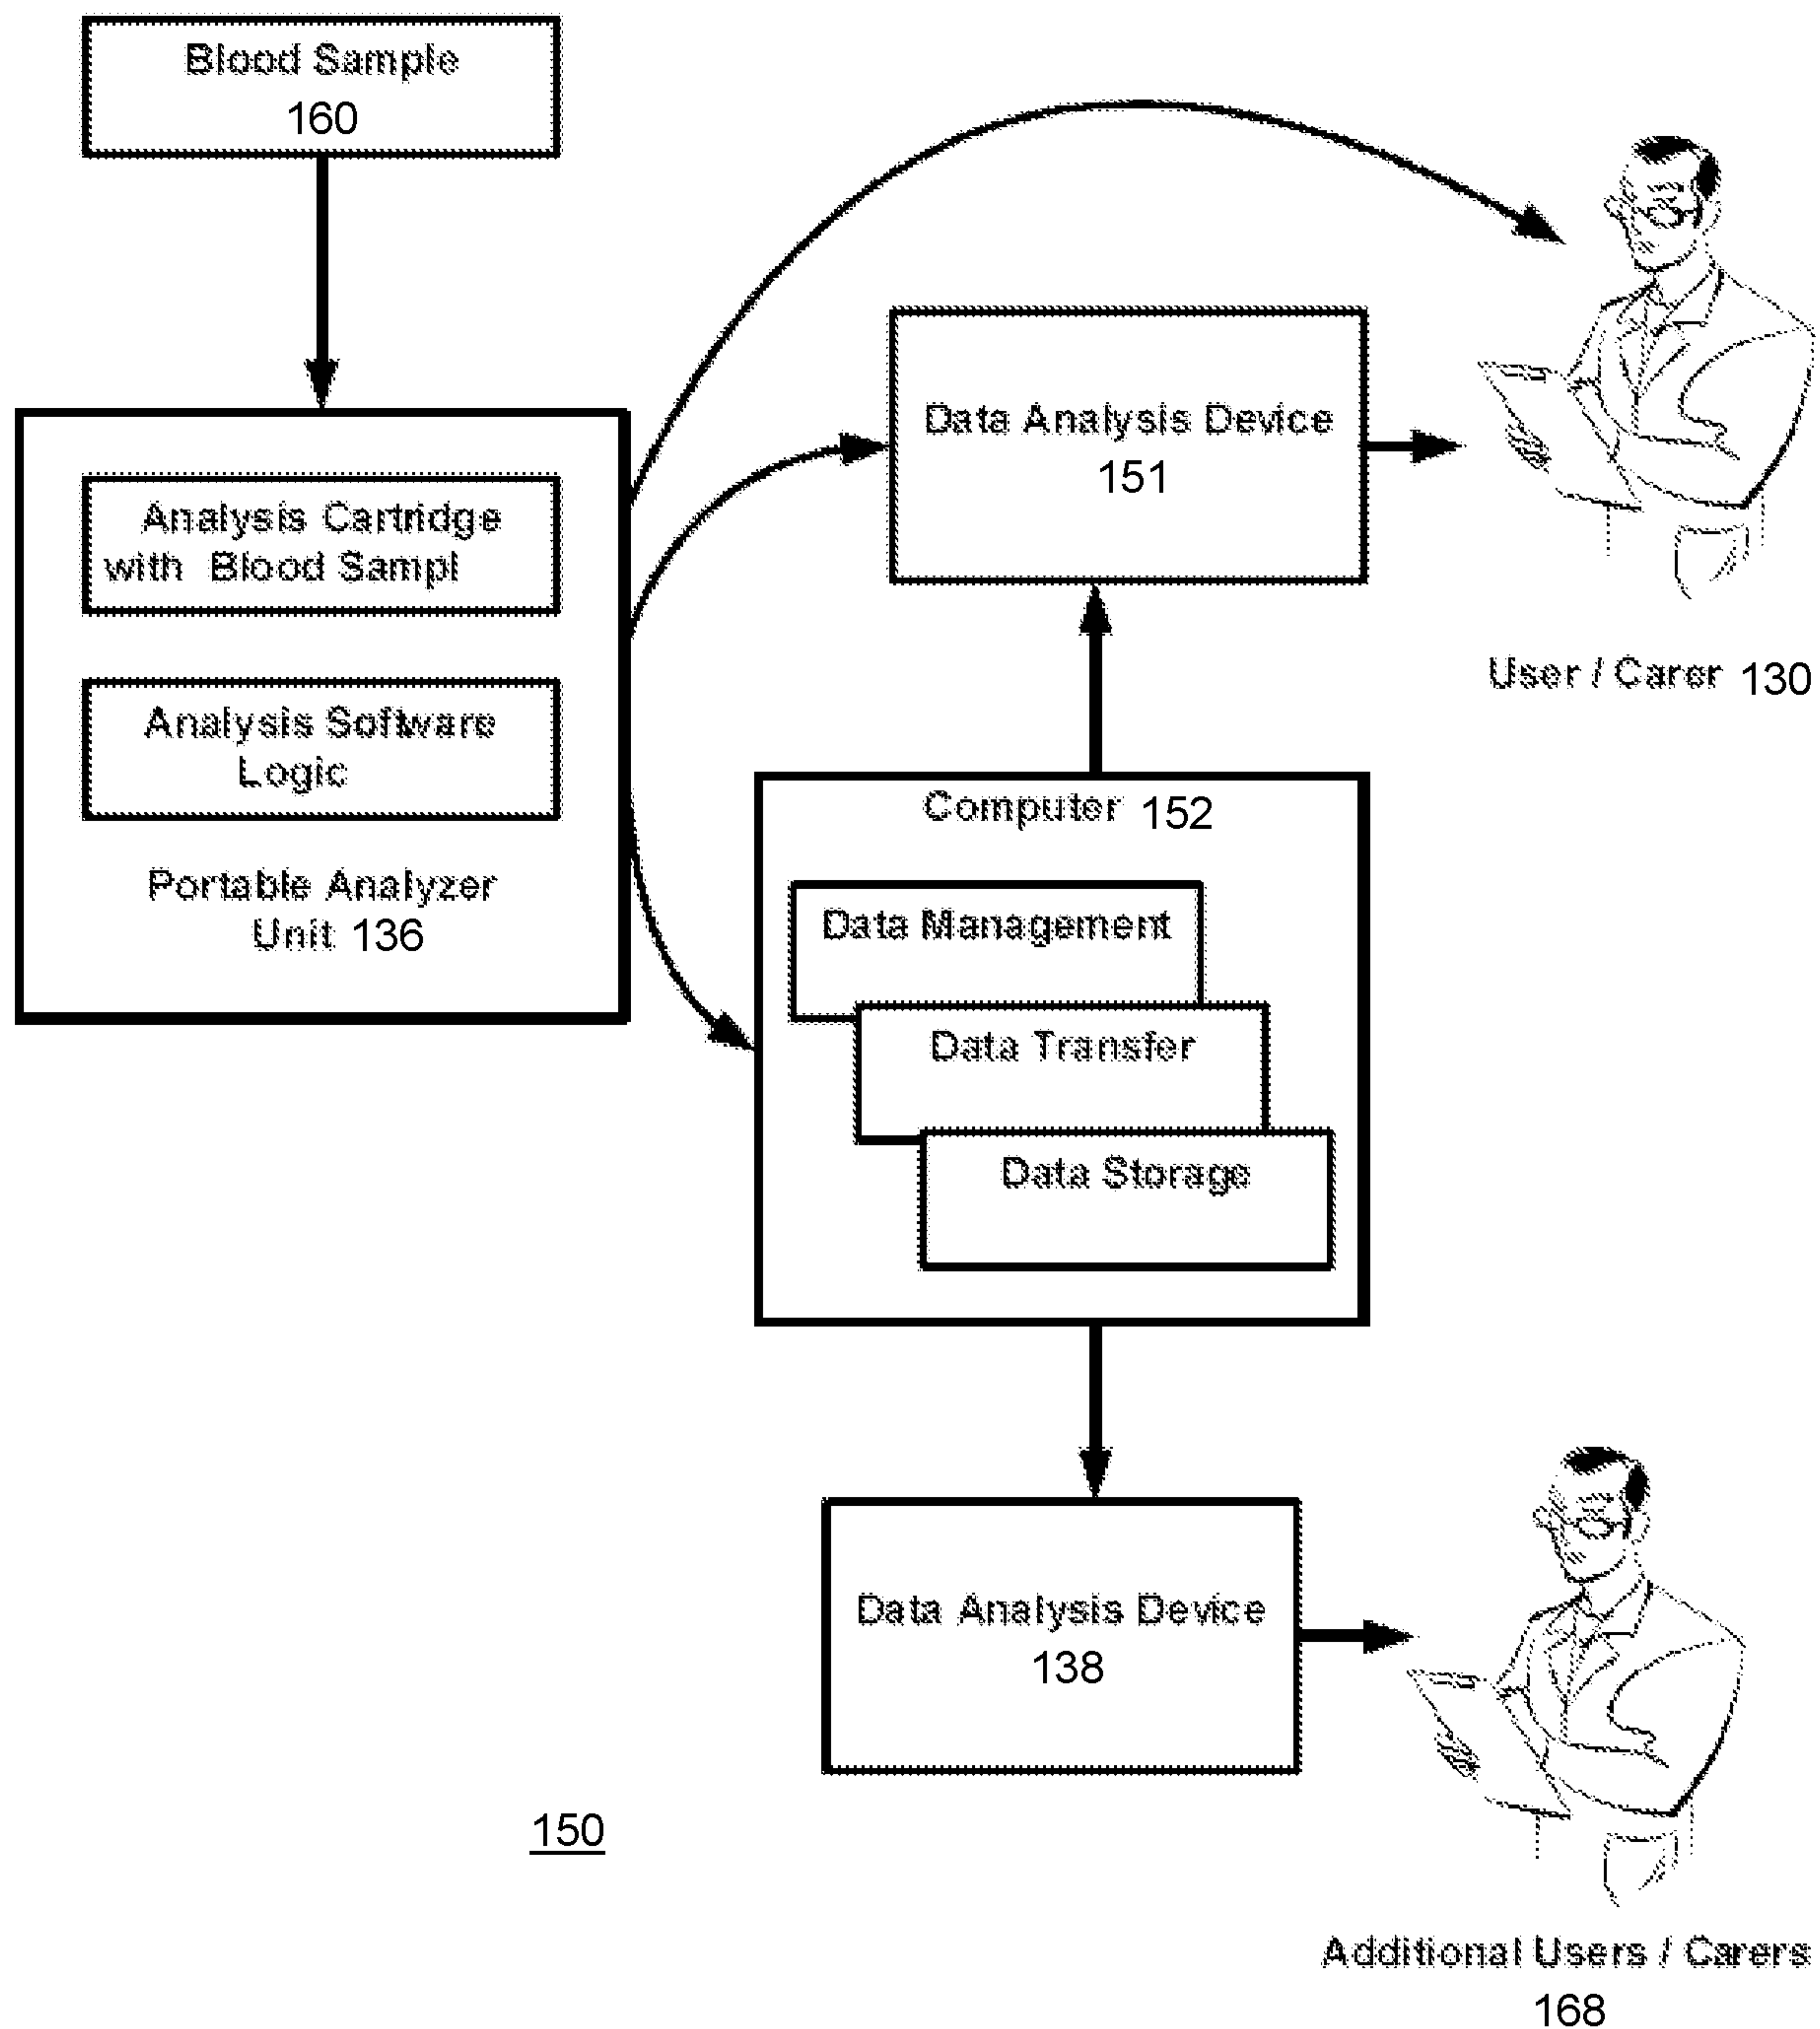 Blood Sample
160
Analysis Cartridge
with Blood Sampl
Analysis Software
Logic
Portable Analyzer
Unit 136
Data Analysis Device
151
User / Carer 130
Computer 152
Data Management
Data Transfer
Data Storage
Data Analysis Device
138
150
Additional Users / Carers
168